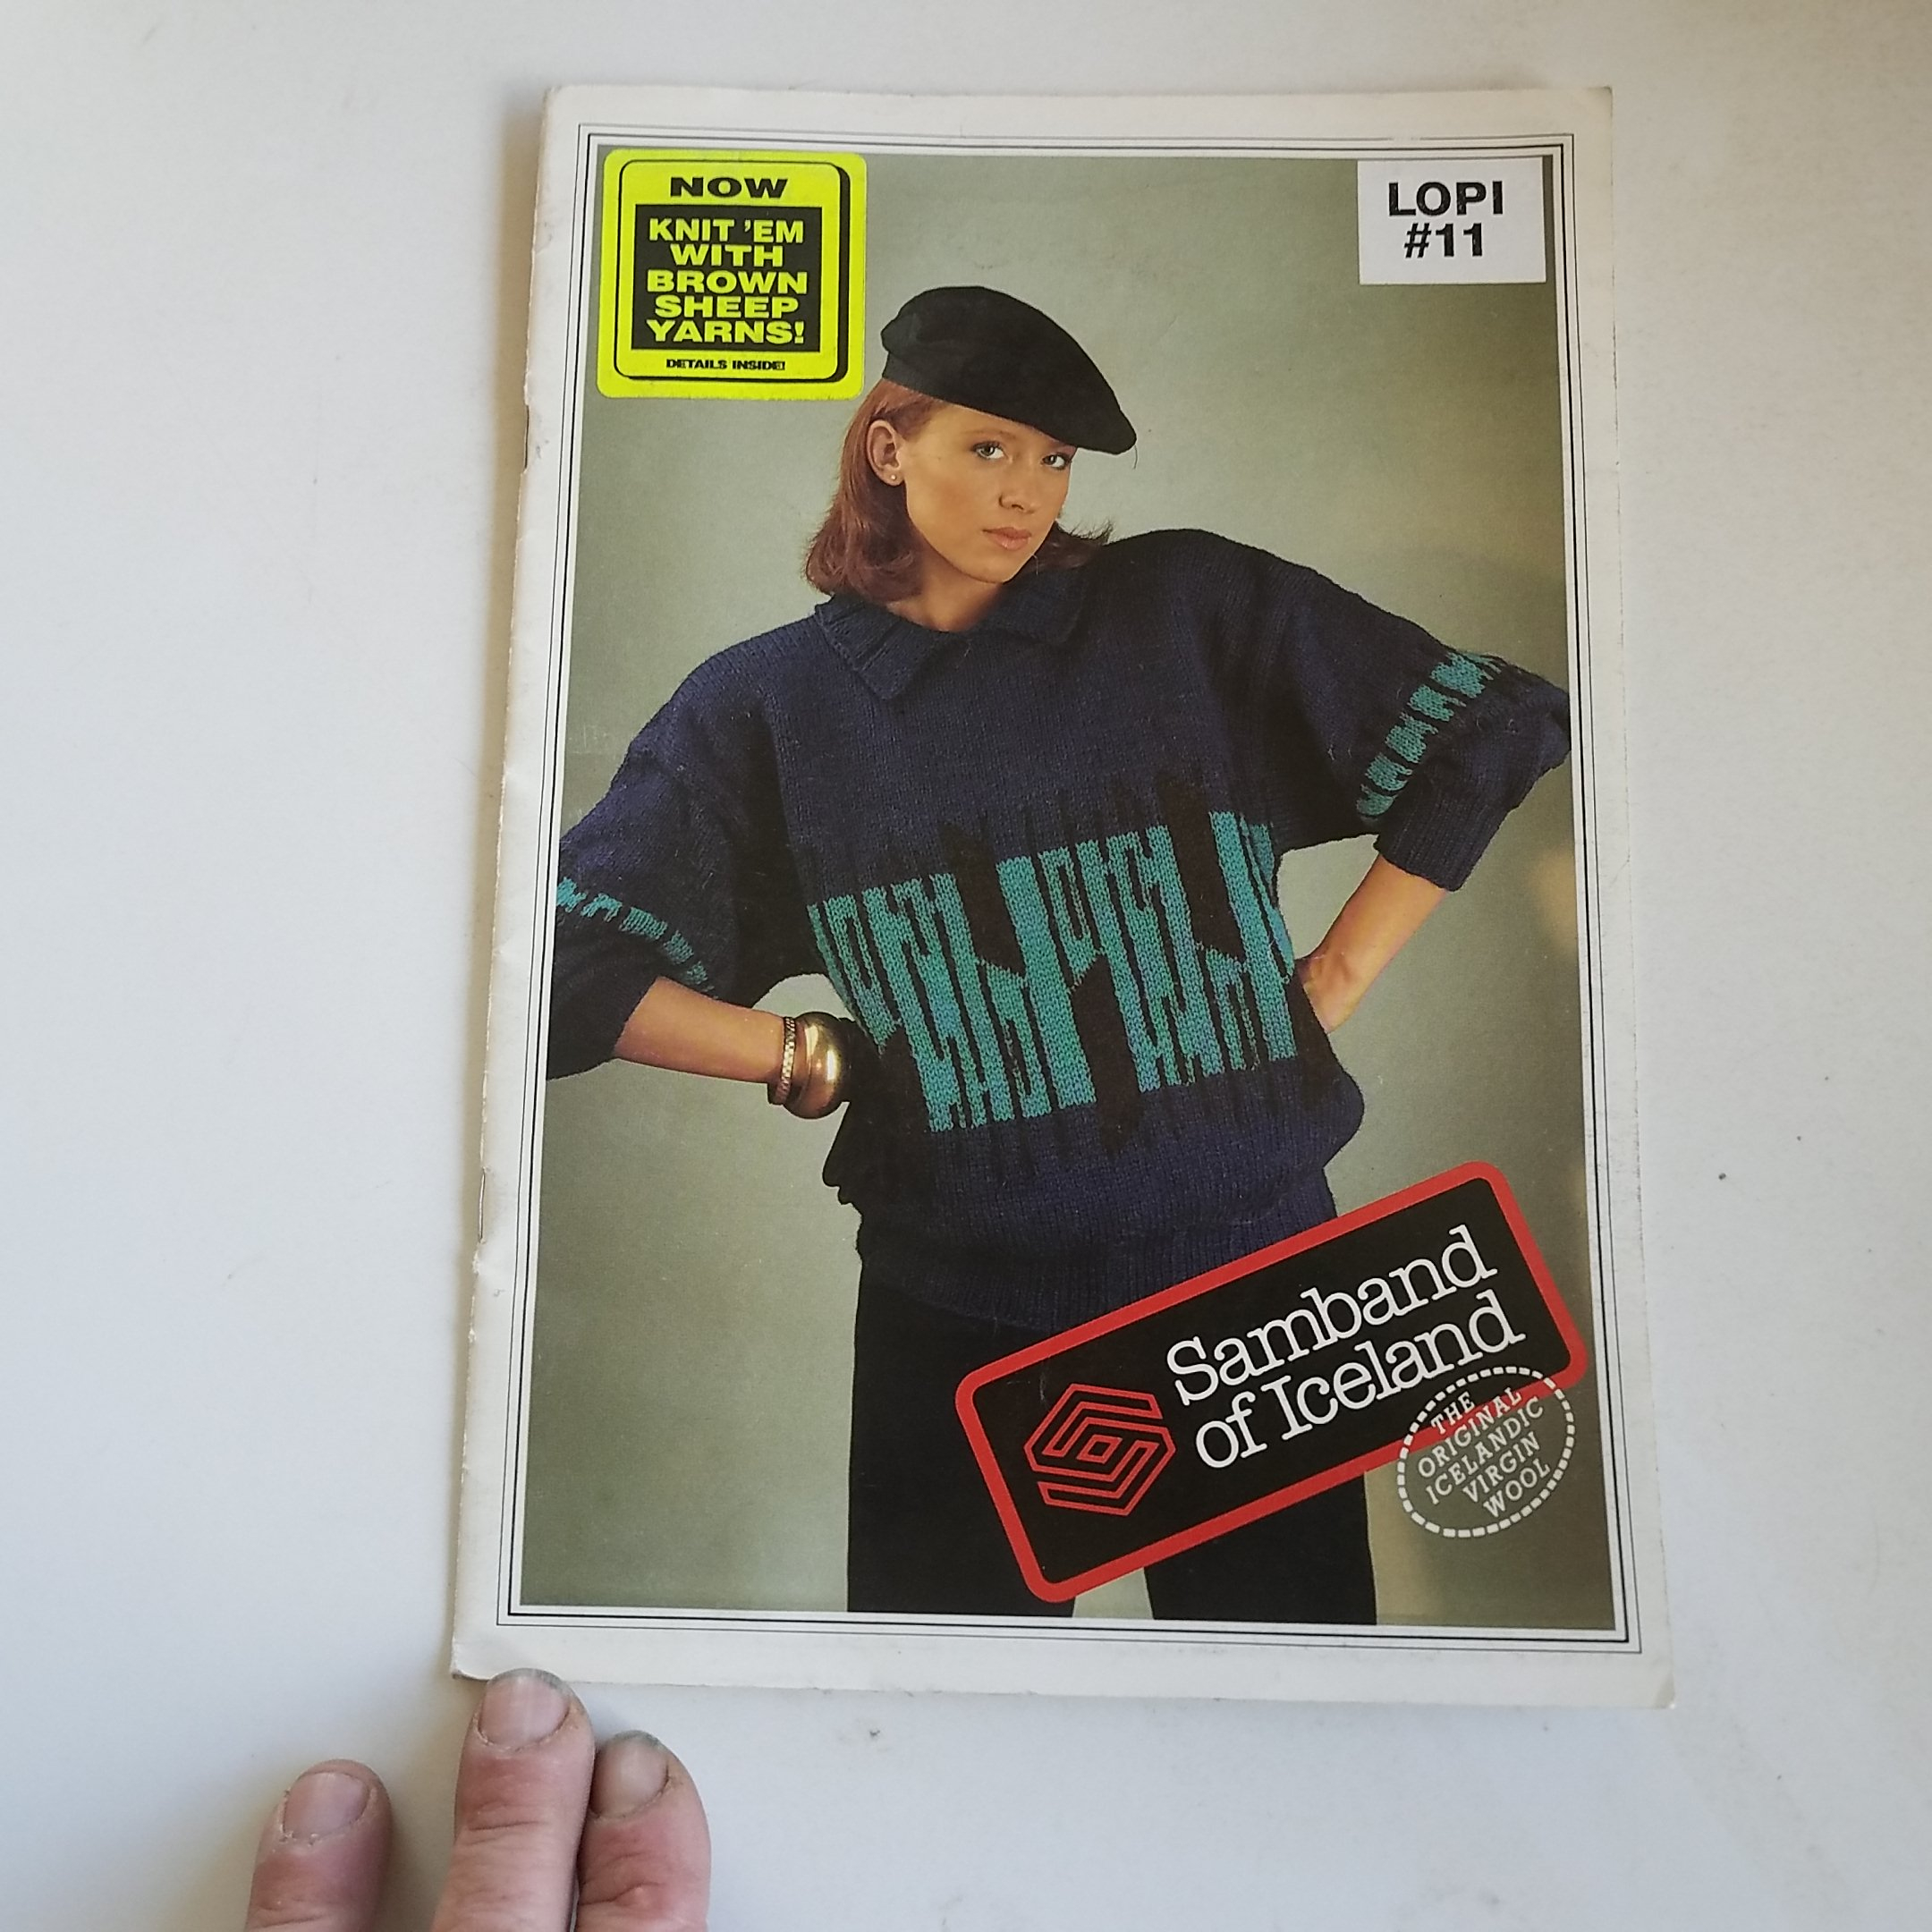 NOW
KNIT 'EM
WITH
BROWN
SHEEP
YARNS!
DETAILS INSIDE!
LOPI
#11
Samband
of Iceland
THE
ORIGINAL
ICELANDIC
VIRGIN
WOOL